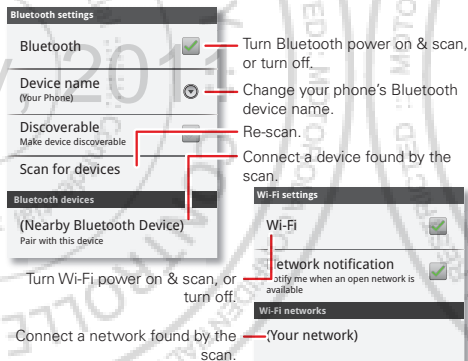 Bluetooth settings
Bluetooth
Turn Bluetooth power on & scan,
or turn off.
Device name
(Your Phone)
Change your phone's Bluetooth
device name.
Discoverable
Make device discoverable
Re-scan.
Scan for devices
Connect a device found by the
scan.
Bluetooth devices
(Nearby Bluetooth Device)
Pair with this device
Wi-Fi settings
Wi-Fi
Network notification
Notify me when an open network is
available
Turn Wi-Fi power on & scan, or
turn off.
Wi-Fi networks
(Your network)
Connect a network found by the
scan.
2011